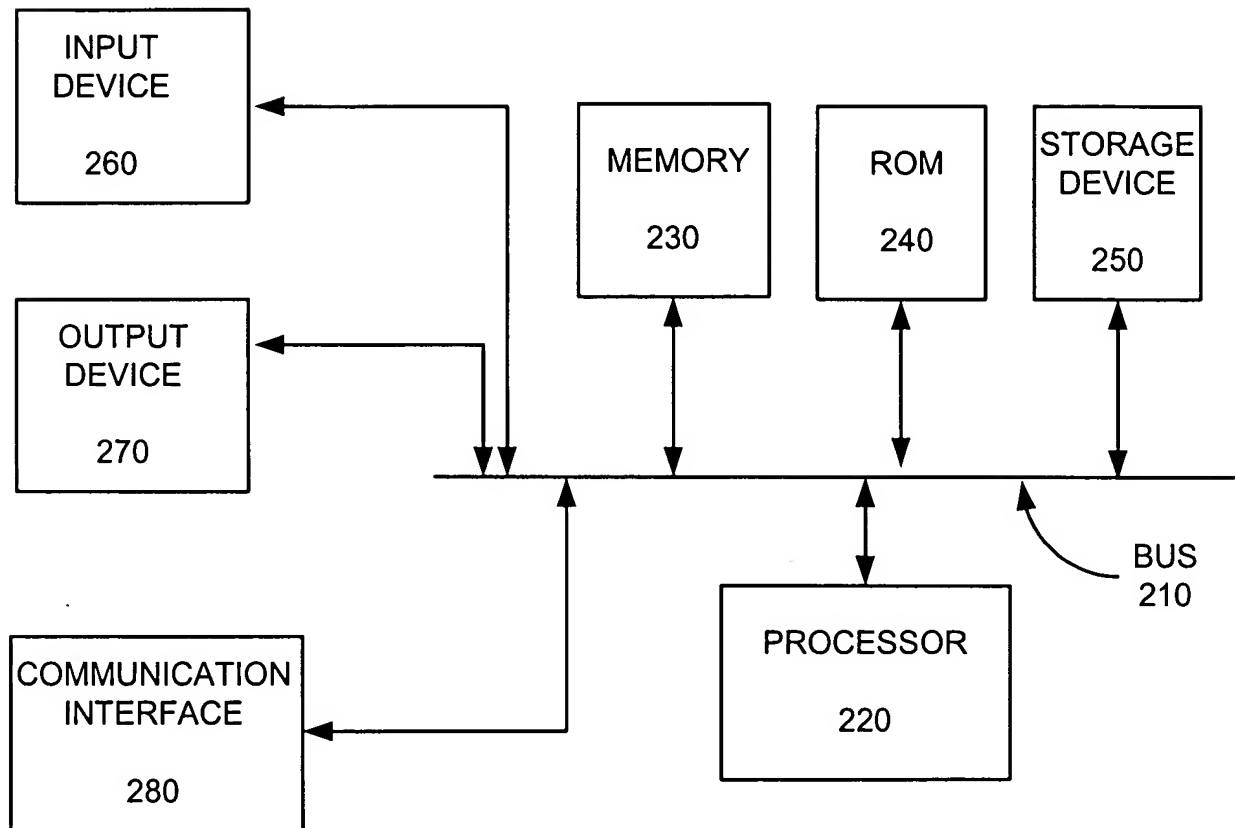 INPUT
DEVICE
260
MEMORY
230
ROM
240
STORAGE
DEVICE
250
OUTPUT
DEVICE
270
BUS
210
COMMUNICATION
INTERFACE
280
PROCESSOR
220